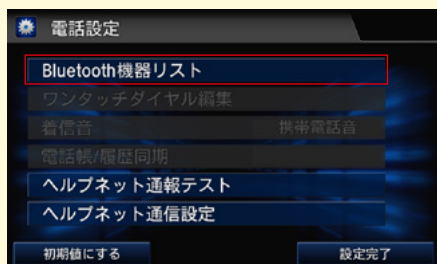 電話設定
Bluetooth機器リスト
ワンタッチダイヤル編集
着信音 携帯電話音
電話帳/履歴同期
ヘルプネット通報テスト
ヘルプネット通信設定
初期値にする 設定完了